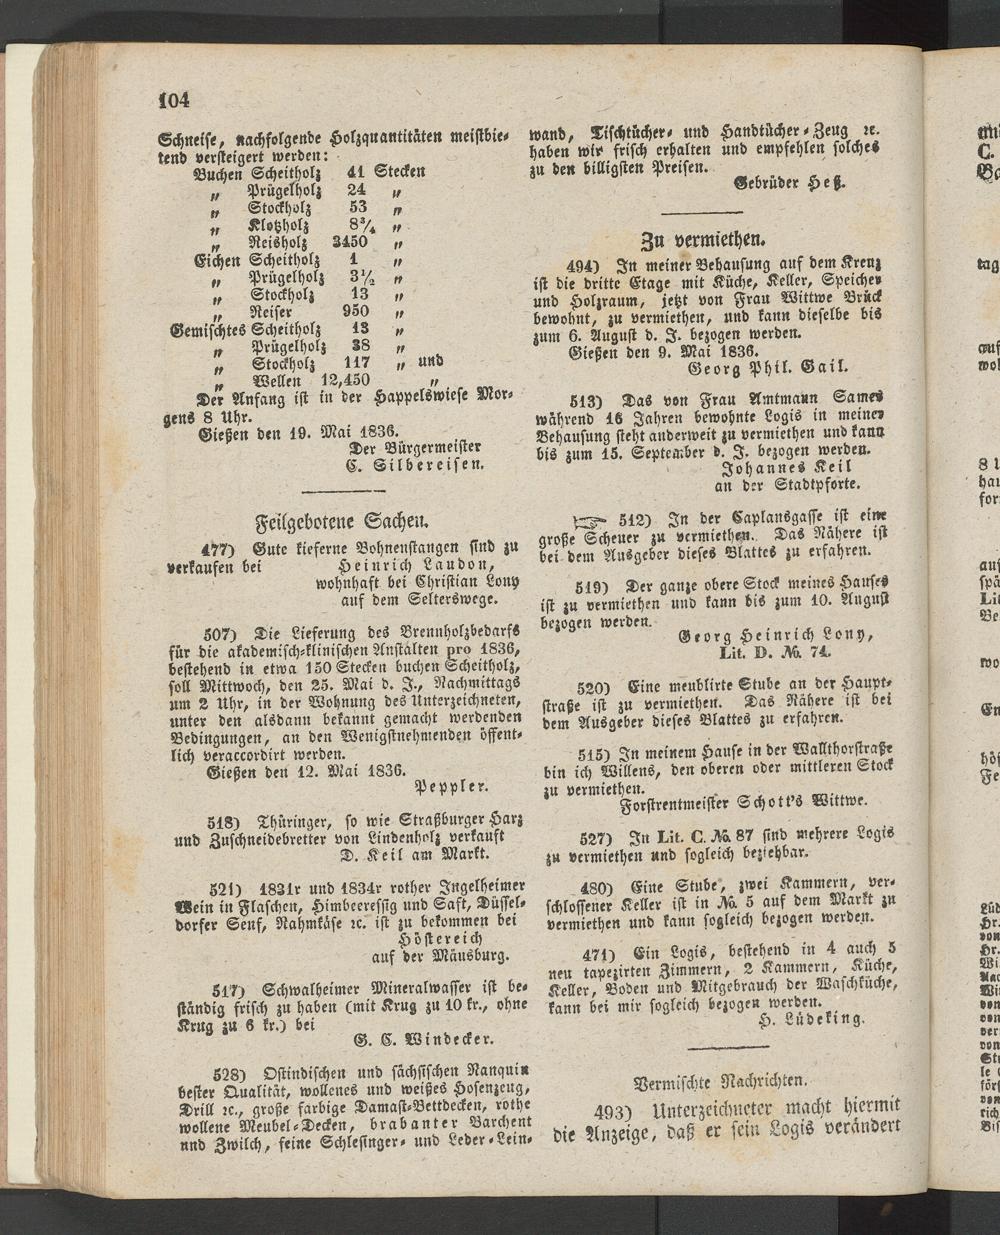 104
Schneise, nachfolgende Holzquantitäten meistbie-
tend versteigert werden:
Buchen Scheitholz 41 Stecken
„ Prügelholz 24 „
„ Stockholz 53 „
„ Klotzholz 8¾ „
„ Reisholz 3450 „
Eichen Scheitholz 1 „
„ Prügelholz 3½ „
„ Stockholz 13 „
„ Reiser 950 „
Gemischtes Scheitholz 13 „
„ Prügelholz 38 „
„ Stockholz 117 „ und
„ Wellen 12,450 „
Der Anfang ist in der Happelswiese Mor-
gens 8 Uhr.
Gießen den 19. Mai 1836.
Der Bürgermeister
C. Silbereisen.
Feilgebotene Sachen.
477) Gute kieferne Bohnenstangen sind zu
verkaufen bei Heinrich Laudon,
wohnhaft bei Christian Lony
auf dem Selterswege.
507) Die Lieferung des Brennholzbedarfs
für die akademisch-klinischen Anstalten pro 1836,
bestehend in etwa 150 Stecken buchen Scheitholz,
soll Mittwoch, den 25. Mai d. J., Nachmittags
um 2 Uhr, in der Wohnung des Unterzeichneten,
unter den alsdann bekannt gemacht werdenden
Bedingungen, an den Wenigstnehmenden öffent-
lich veraccordirt werden.
Gießen den 12. Mai 1836.
Peppler.
518) Thüringer, so wie Straßburger Harz
und Zuschneidebretter von Lindenholz verkauft
D. Keil am Markt.
521) 1831r und 1834r rother Ingelheimer
Wein in Flaschen, Himbeeressig und Saft, Düssel-
dorfer Senf, Rahmkäse ꝛc. ist zu bekommen bei
Höstereich
auf der Mäusburg.
517) Schwalheimer Mineralwasser ist be-
ständig frisch zu haben (mit Krug zu 10 kr., ohne
Krug zu 6 kr.) bei
G. C. Windecker.
528) Ostindischen und sächsischen Nanquin
bester Qualität, wollenes und weißes Hosenzeug,
Drill ꝛc., große farbige Damast-Bettdecken, rothe
wollene Meubel-Decken, brabanter Barchent
und Zwilch, feine Schlesinger- und Leder-Lein-
wand, Tischtücher- und Handtücher-Zeug ꝛc.
haben wir frisch erhalten und empfehlen solches
zu den billigsten Preisen.
Gebrüder Heß.
Zu vermiethen.
494) In meiner Behausung auf dem Kreuz
ist die dritte Etage mit Küche, Keller, Speicher
und Holzraum, jetzt von Frau Wittwe Brück
bewohnt, zu vermiethen, und kann dieselbe bis
zum 6. August d. J. bezogen werden.
Gießen den 9. Mai 1836.
Georg Phil. Gail.
513) Das von Frau Amtmann Sames
während 16 Jahren bewohnte Logis in meiner
Behausung steht anderweit zu vermiethen und kann
bis zum 15. September d. J. bezogen werden.
Johannes Keil
an der Stadtpforte.
☞ 512) In der Caplansgasse ist eine
große Scheuer zu vermiethen. Das Nähere ist
bei dem Ausgeber dieses Blattes zu erfahren.
519) Der ganze obere Stock meines Hauses
ist zu vermiethen und kann bis zum 10. August
bezogen werden.
Georg Heinrich Lony,
Lit. D. № 74.
520) Eine meublirte Stube an der Haupt-
straße ist zu vermiethen. Das Nähere ist bei
dem Ausgeber dieses Blattes zu erfahren.
515) In meinem Hause in der Wallthorstraße
bin ich Willens, den oberen oder mittleren Stock
zu vermiethen.
Forstrentmeister Schott's Wittwe.
527) In Lit. C. № 87 sind mehrere Logis
zu vermiethen und sogleich beziehbar.
480) Eine Stube, zwei Kammern, ver-
schlossener Keller ist in № 5 auf dem Markt zu
vermiethen und kann sogleich bezogen werden.
471) Ein Logis, bestehend in 4 auch 5
neu tapezirten Zimmern, 2 Kammern, Küche,
Keller, Boden und Mitgebrauch der Waschküche,
kann bei mir sogleich bezogen werden.
H. Lüdeking.
Vermischte Nachrichten.
493) Unterzeichneter macht hiermit
die Anzeige, daß er sein Logis verändert